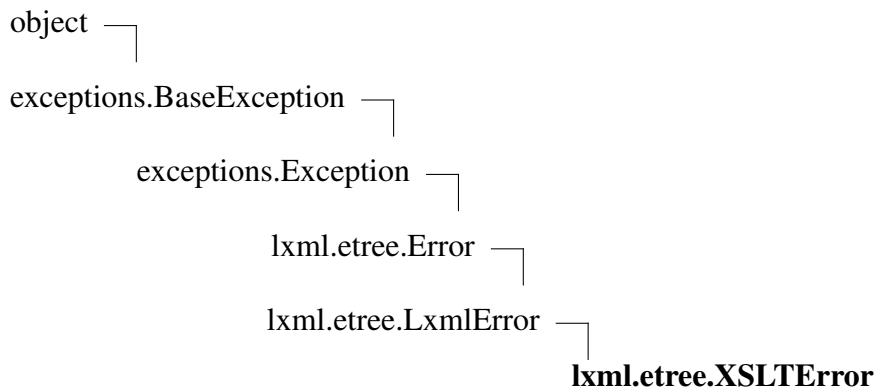 object
exceptions.BaseException
exceptions.Exception
lxml.etree.Error
lxml.etree.LxmlError
lxml.etree.XSLTError